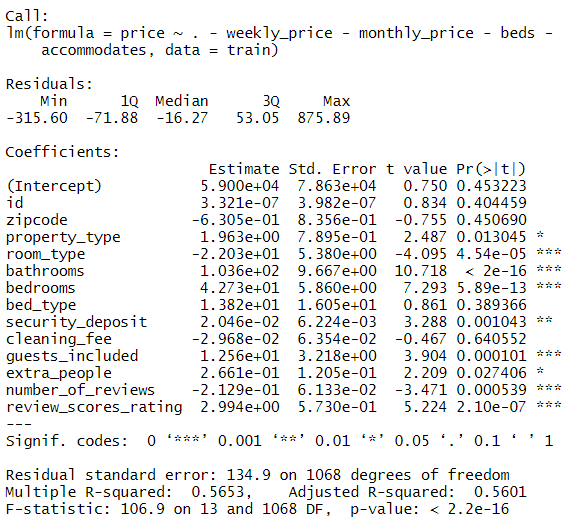 Call:
lm(formula = price ~ . - weekly_price - monthly_price - beds -
    accommodates, data = train)
Residuals:
    Min      1Q  Median      3Q     Max
-315.60  -71.88  -16.27   53.05  875.89
Coefficients:
                       Estimate Std. Error t value Pr(>|t|)
(Intercept)           5.900e+04  7.863e+04   0.750 0.453223
id                    3.321e-07  3.982e-07   0.834 0.404459
zipcode              -6.305e-01  8.356e-01  -0.755 0.450690
property_type         1.963e+00  7.895e-01   2.487 0.013045 *
room_type            -2.203e+01  5.380e+00  -4.095 4.54e-05 ***
bathrooms             1.036e+02  9.667e+00  10.718  < 2e-16 ***
bedrooms              4.273e+01  5.860e+00   7.293 5.89e-13 ***
bed_type              1.382e+01  1.605e+01   0.861 0.389366
security_deposit      2.046e-02  6.224e-03   3.288 0.001043 **
cleaning_fee         -2.968e-02  6.354e-02  -0.467 0.640552
guests_included       1.256e+01  3.218e+00   3.904 0.000101 ***
extra_people          2.661e-01  1.205e-01   2.209 0.027406 *
number_of_reviews    -2.129e-01  6.133e-02  -3.471 0.000539 ***
review_scores_rating  2.994e+00  5.730e-01   5.224 2.10e-07 ***
---
Signif. codes:  0 ‘***’ 0.001 ‘**’ 0.01 ‘*’ 0.05 ‘.’ 0.1 ‘ ’ 1
Residual standard error: 134.9 on 1068 degrees of freedom
Multiple R-squared:  0.5653,    Adjusted R-squared:  0.5601
F-statistic: 106.9 on 13 and 1068 DF,  p-value: < 2.2e-16